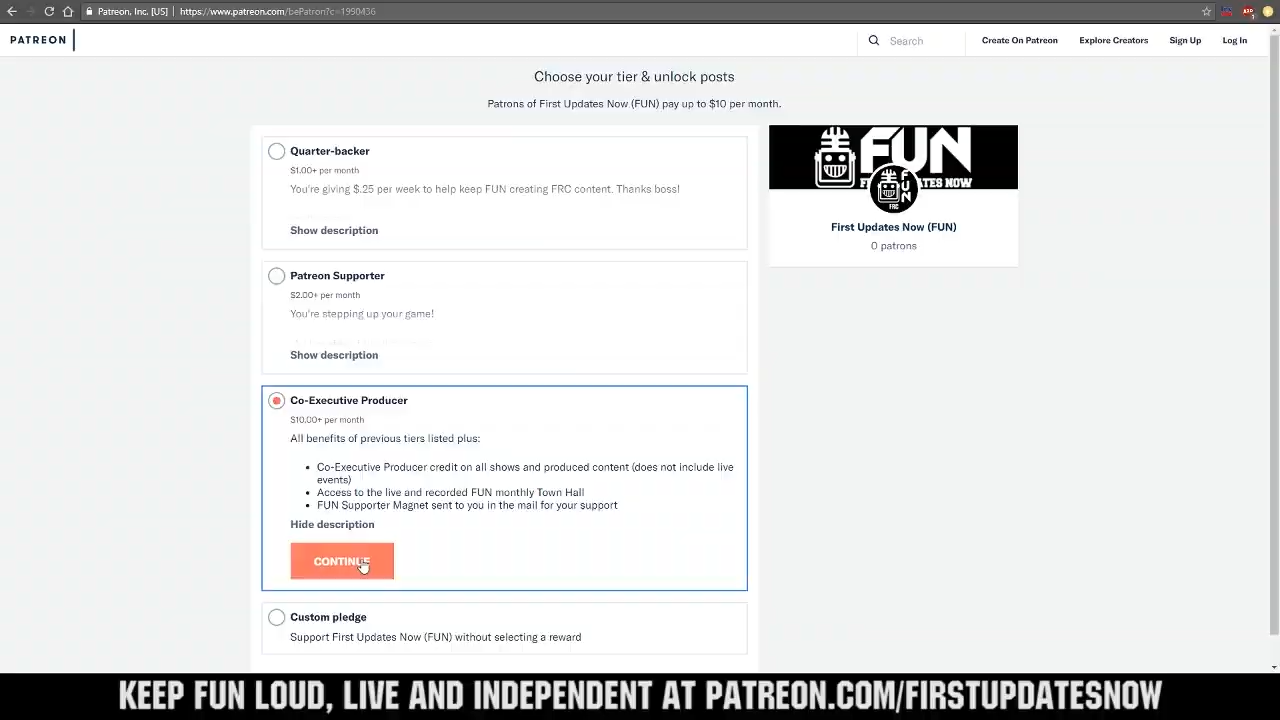 Patreon, Inc. [US] | https://www.patreon.com/bePatron?c=1990436
PATREON
Search
Create On Patreon
Explore Creators
Sign Up
Log In
Choose your tier & unlock posts
Patrons of First Updates Now (FUN) pay up to $10 per month.
Quarter-backer
$1.00+ per month
You're giving $.25 per week to help keep FUN creating FRC content. Thanks boss!
Show description
Patreon Supporter
$2.00+ per month
You're stepping up your game!
Show description
Co-Executive Producer
$10.00+ per month
All benefits of previous tiers listed plus:
Co-Executive Producer credit on all shows and produced content (does not include live
events)
Access to the live and recorded FUN monthly Town Hall
FUN Supporter Magnet sent to you in the mail for your support
Hide description
CONTINUE
Custom pledge
Support First Updates Now (FUN) without selecting a reward
FUN
UPDATES NOW
FUN
FRC
First Updates Now (FUN)
0 patrons
KEEP FUN LOUD, LIVE AND INDEPENDENT AT PATREON.COM/FIRSTUPDATESNOW